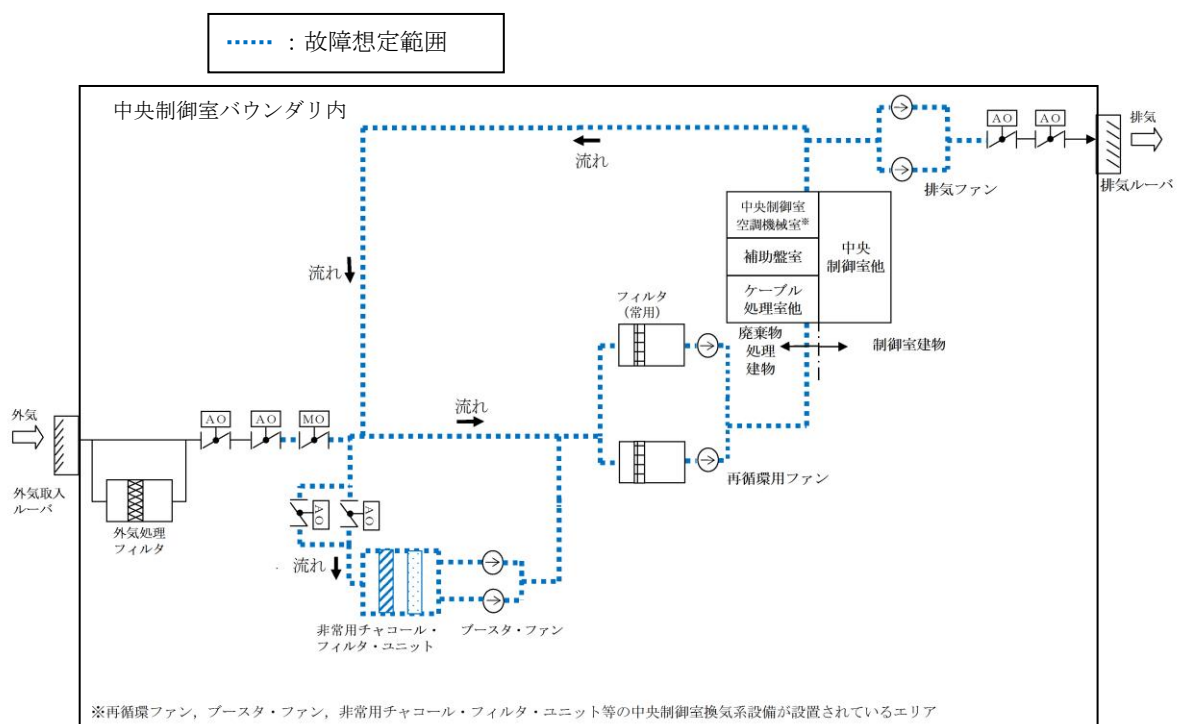 ：故障想定範囲
中央制御室バウンダリ内
AO
AO
排気
排気ルーバ
排気ファン
流れ
中央制御室
空調機械室※
補助盤室
ケーブル
処理室他
中央
制御室他
廃棄物
処理
建物
制御室建物
流れ
フィルタ
（常用）
再循環用ファン
流れ
外気
外気取入
ルーバ
外気処理
フィルタ
AO
AO
MO
AO
AO
流れ
非常用チャコール・
フィルタ・ユニット
ブースタ・ファン
※再循環ファン，ブースタ・ファン，非常用チャコール・フィルタ・ユニット等の中央制御室換気系設備が設置されているエリア